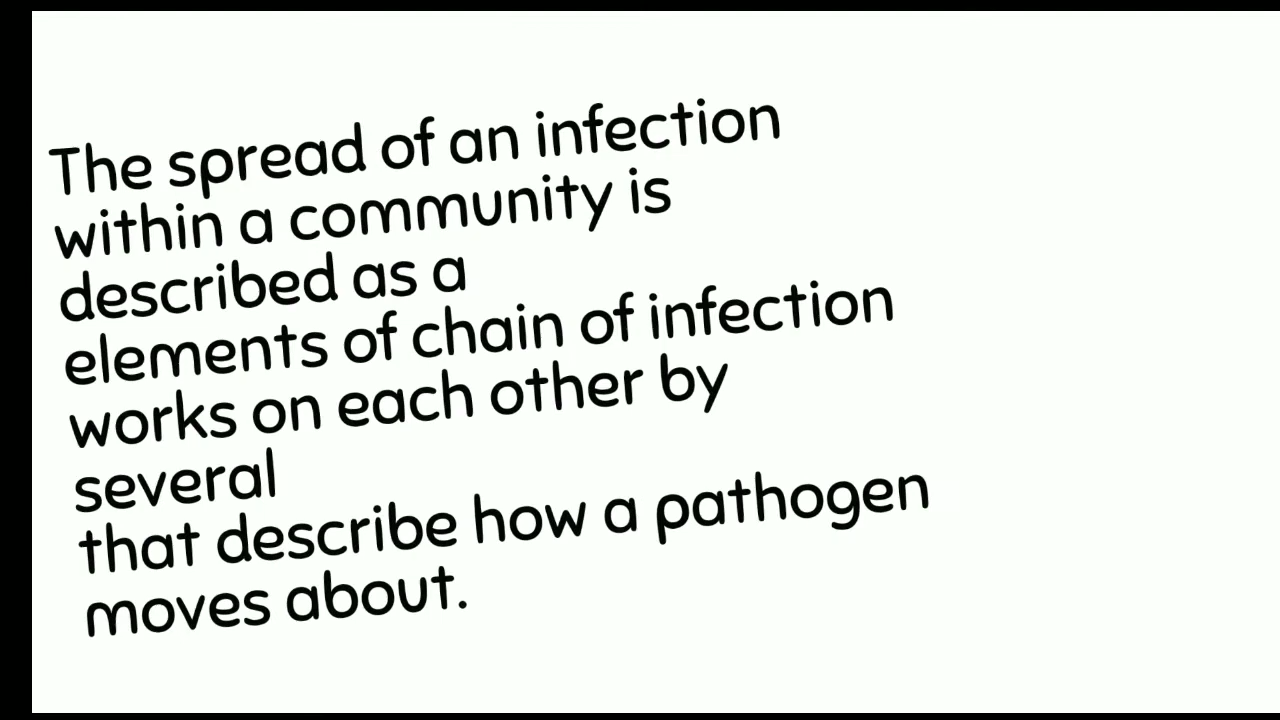 The spread of an infection
within a community is
described as a
elements of chain of infection
works on each other by
several
that describe how a pathogen
moves about.